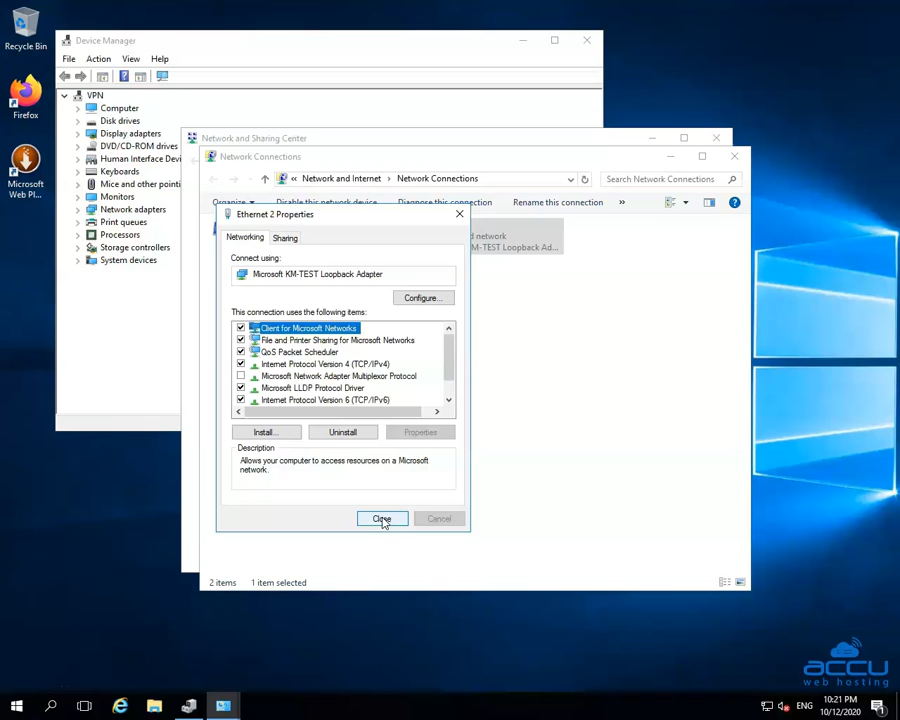 Recycle Bin
Firefox
Microsoft
Web Pl...
Device Manager
File Action View Help
VPN
Computer
Disk drives
Display adapters
DVD/CD-ROM drives
Human Interface Devi
Keyboards
Mice and other pointi
Monitors
Network adapters
Print queues
Processors
Storage controllers
System devices
Network and Sharing Center
Network Connections
« Network and Internet Network Connections
Search Network Connections
Organize Disable this network device Diagnose this connection Rename this connection »
d network
M-TEST Loopback Ad...
Ethernet 2 Properties
Networking Sharing
Connect using:
Microsoft KM-TEST Loopback Adapter
Configure...
This connection uses the following items:
Client for Microsoft Networks
File and Printer Sharing for Microsoft Networks
QoS Packet Scheduler
Internet Protocol Version 4 (TCP/IPv4)
Microsoft Network Adapter Multiplexor Protocol
Microsoft LLDP Protocol Driver
Internet Protocol Version 6 (TCP/IPv6)
Install... Uninstall Properties
Description
Allows your computer to access resources on a Microsoft
network.
Close Cancel
2 items 1 item selected
accu
web hosting
ENG
10:21 PM
10/12/2020
1